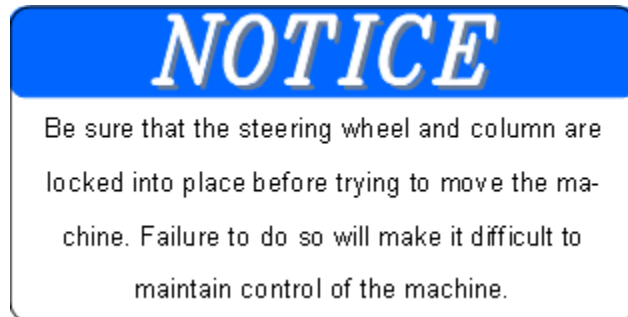 NOTICE
Be sure that the steering wheel and column are
locked into place before trying to move the ma-
chine. Failure to do so will make it difficult to
maintain control of the machine.